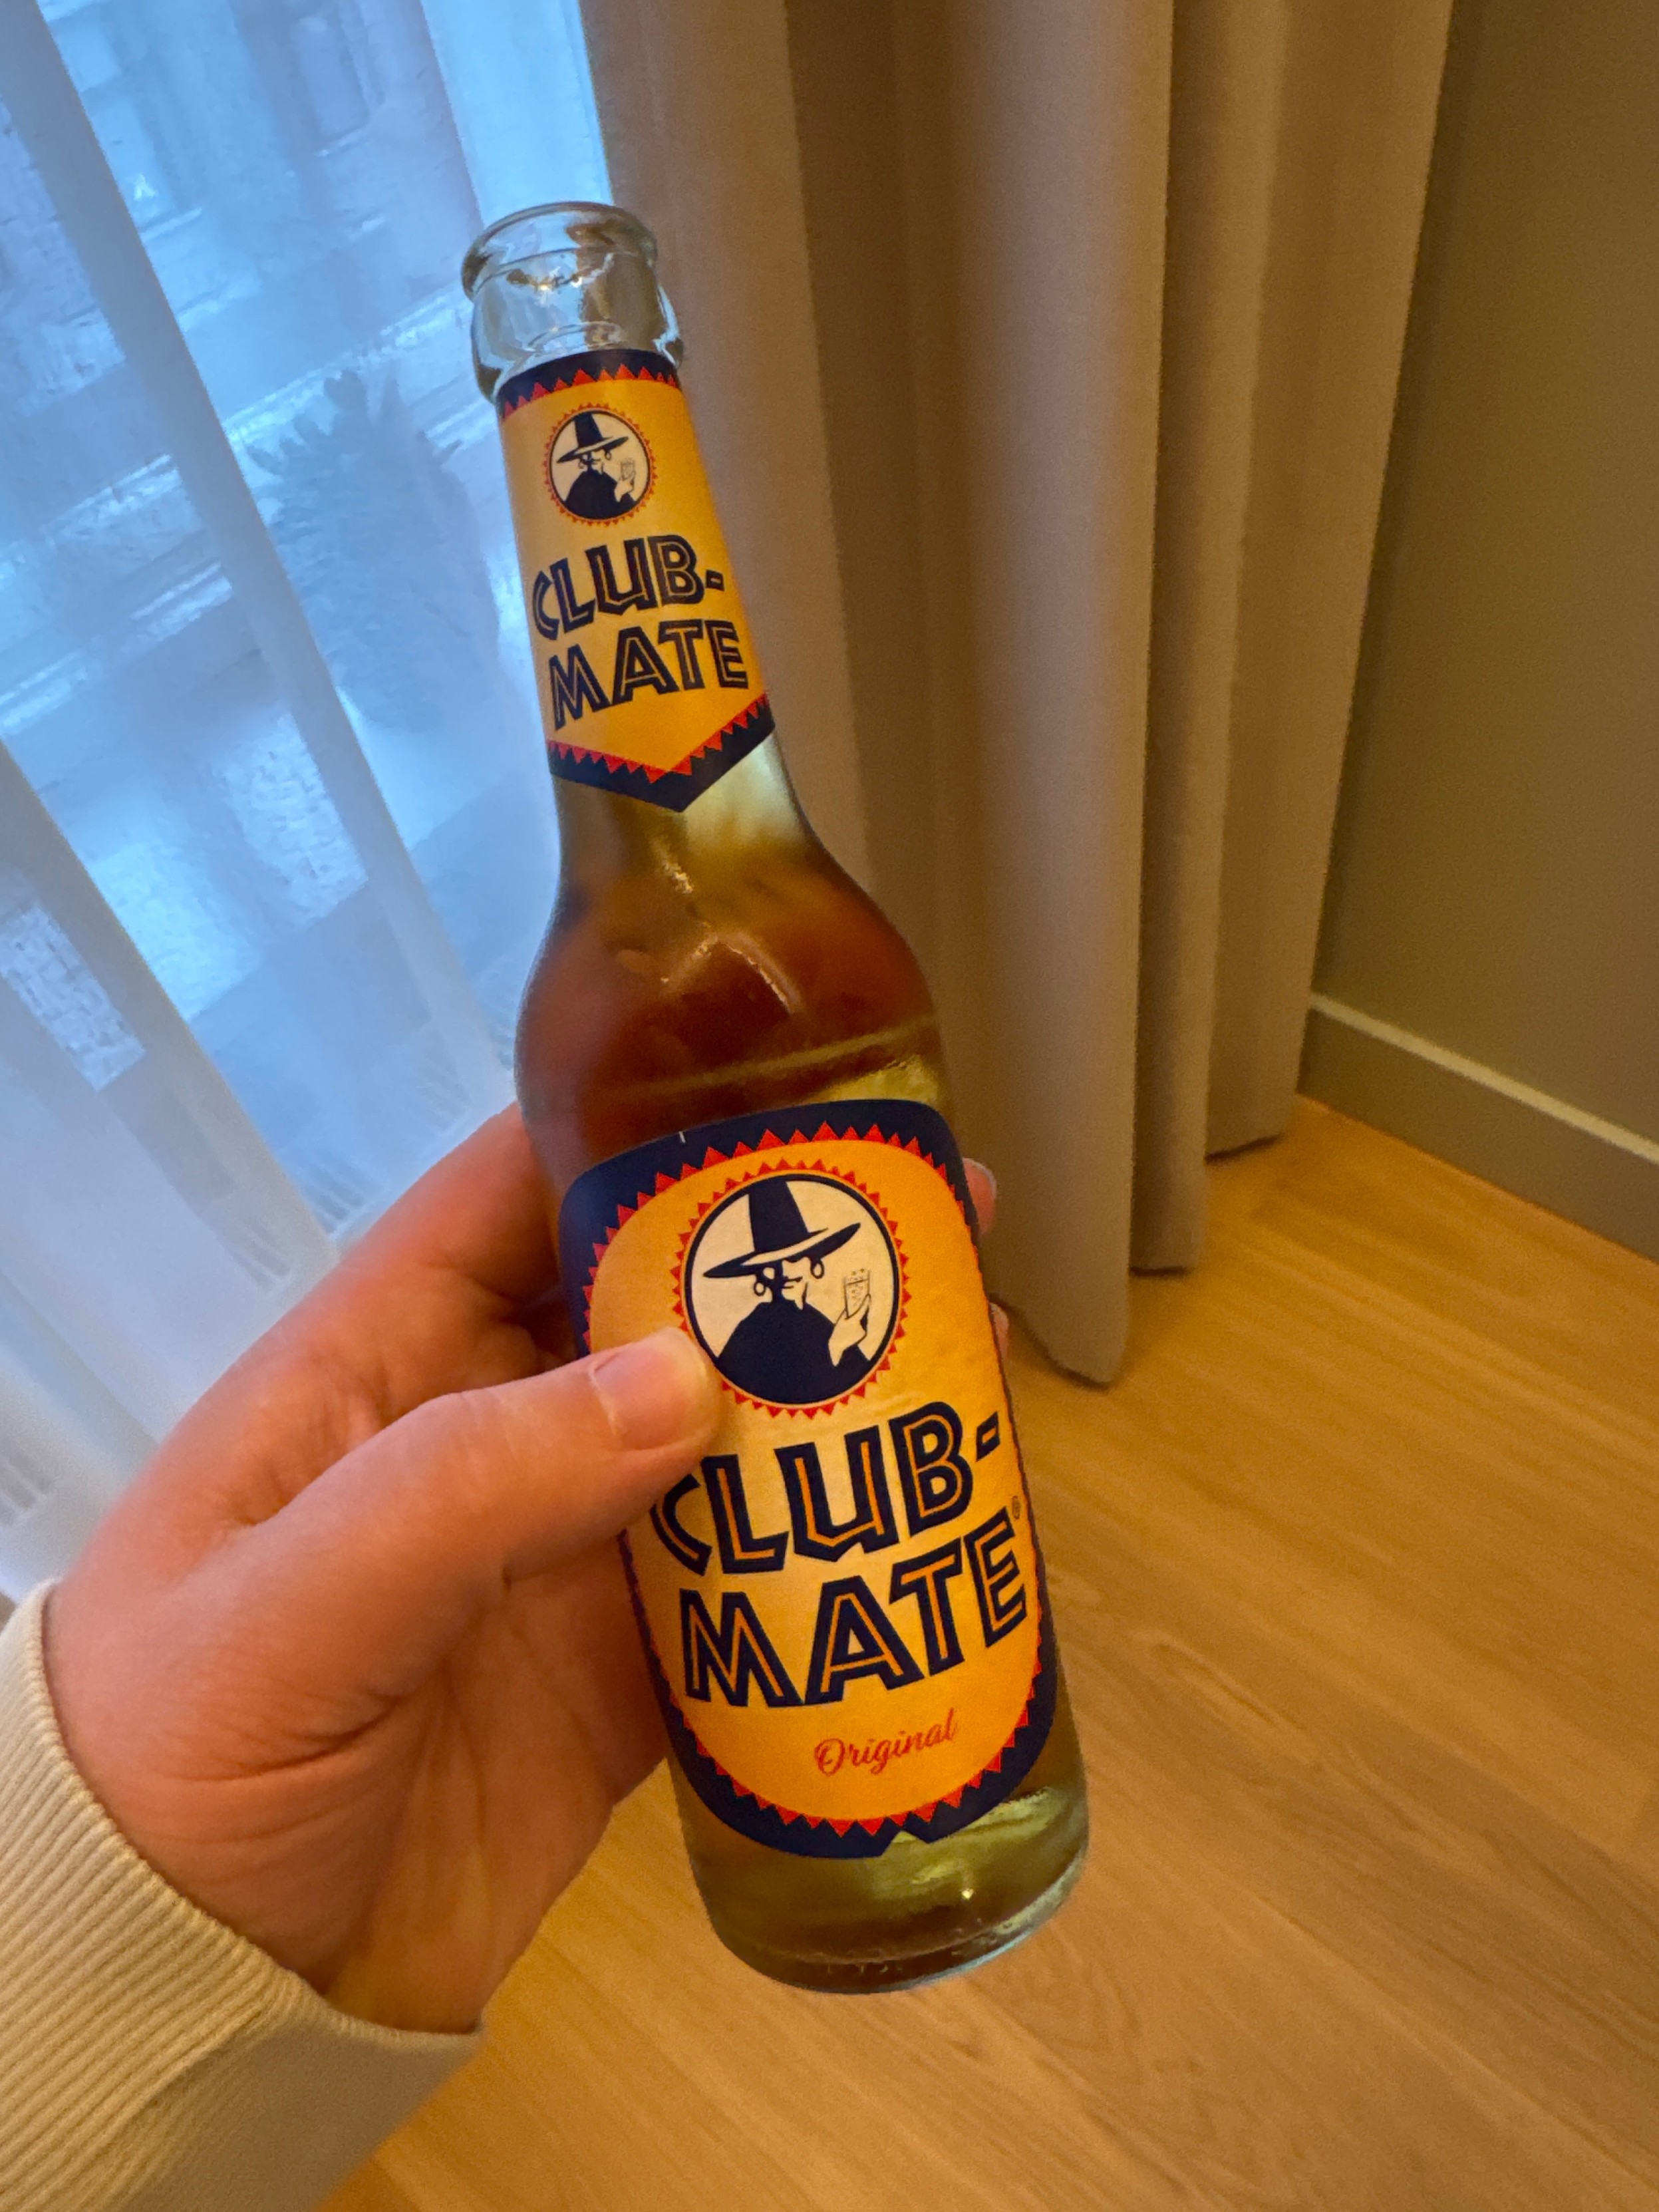 CLUB-
MATE
CLUB-
MATE®
Original